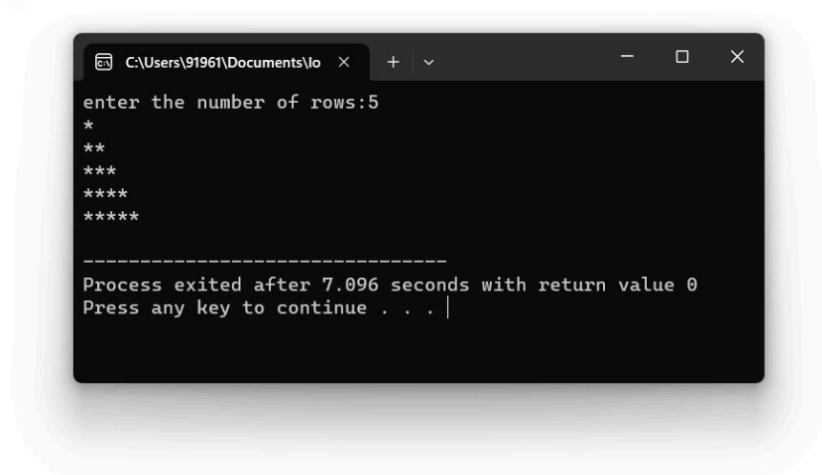 C:\Users\91961\Documents\lo
enter the number of rows:5
*
**
***
****
*****
--------------------------------
Process exited after 7.096 seconds with return value 0
Press any key to continue . . .